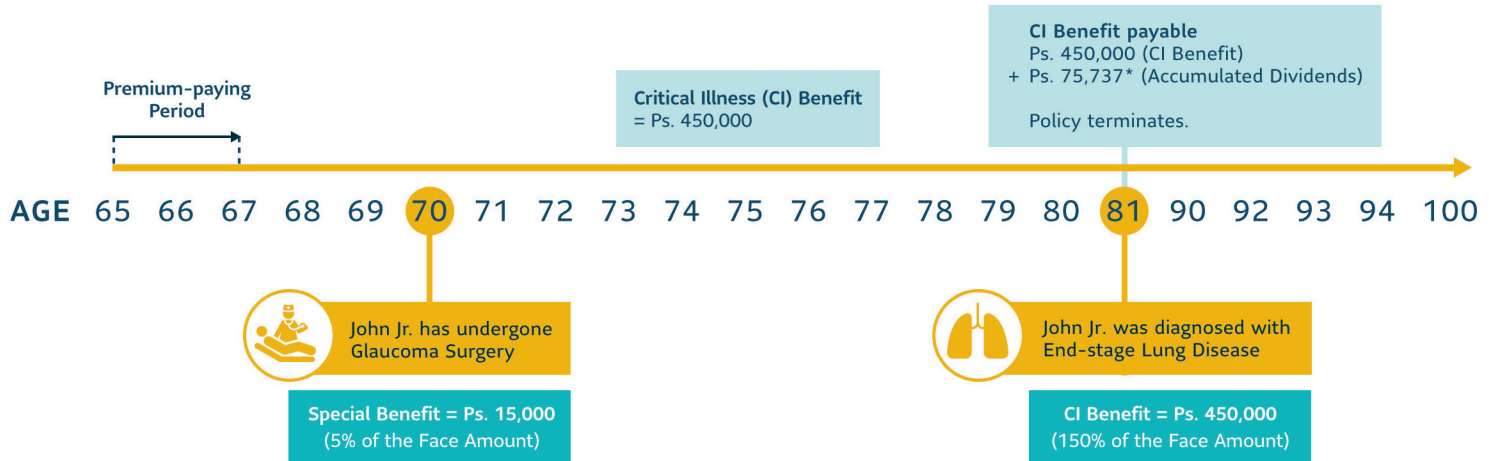 Premium-paying
Period
Critical Illness (CI) Benefit
= Ps. 450,000
CI Benefit payable
Ps. 450,000 (CI Benefit)
+ Ps. 75,737* (Accumulated Dividends)
Policy terminates.
AGE 65 66 67 68 69 70 71 72 73 74 75 76 77 78 79 80 81 90 92 93 94 100
John Jr. has undergone
Glaucoma Surgery
Special Benefit = Ps. 15,000
(5% of the Face Amount)
John Jr. was diagnosed with
End-stage Lung Disease
CI Benefit = Ps. 450,000
(150% of the Face Amount)